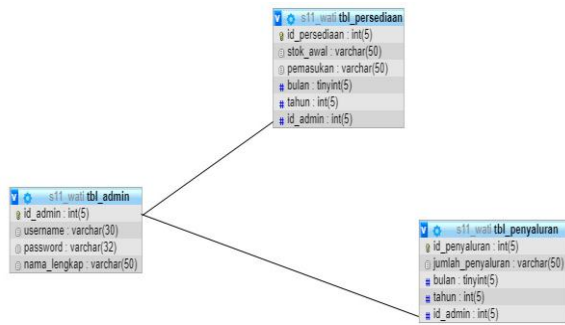 s11_wati tbl_persediaan
id_persediaan : int(5)
stok_awal : varchar(50)
pemasukan : varchar(50)
bulan : tinyint(5)
tahun : int(5)
id_admin : int(5)
s11_wati tbl_admin
id_admin : int(5)
username : varchar(30)
password : varchar(32)
nama_lengkap : varchar(50)
s11_wati tbl_penyaluran
id_penyaluran : int(5)
jumlah_penyaluran : varchar(50)
bulan : tinyint(5)
tahun : int(5)
id_admin : int(5)